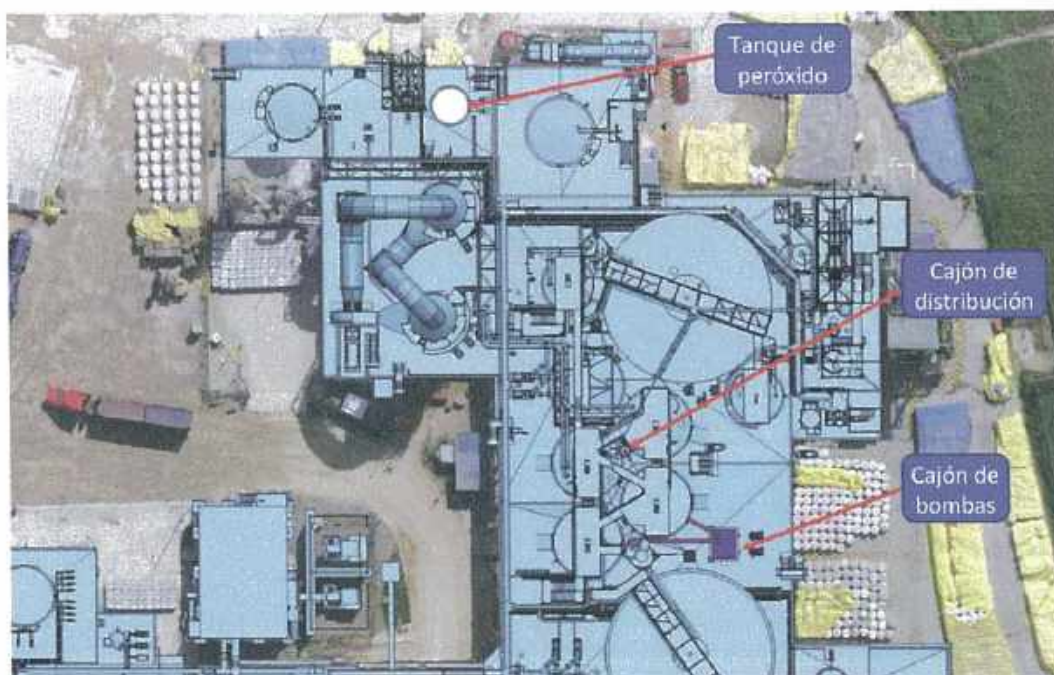 Tanque de
peróxido
Cajón de
distribución
Cajón de
bombas